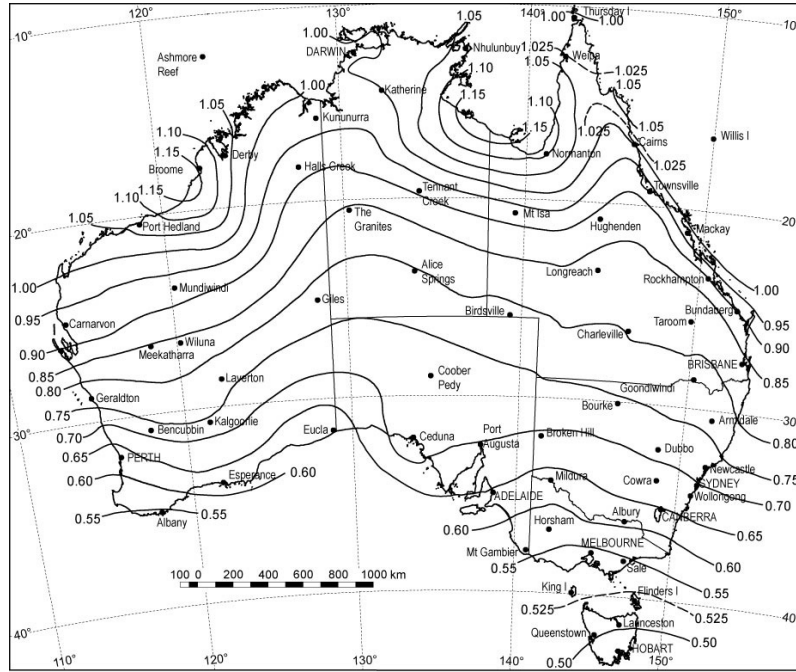 120° 130° 140° 150°
10° 10°
Thursday
1.00
1.00
1.00
DARWIN
1.05
Nhulunbuy
1.025
Weipa
1.025
1.05
1.05
Ashmore
Reef
1.10
1.15
1.10
1.15
1.025
Katherine
1.00
Kununurra
1.05
1.10
1.15
Derby
Broome
1.15
1.10
1.05
Port Hedland
Halls Creek
Normanton
1.05
Cairns
1.025
Willis I
Townsville
Tennant
Creek
Mt Isa
Hughenden
Mackay
20° 20°
The
Granites
Mundiwindi
Alice
Springs
Longreach
Rockhampton
1.00
1.00
Giles
Birdsville
Bundaberg
0.95
0.95
Carnarvon
Taroom
Charleville
0.90
0.90
Wiluna
Meekatharra
BRISBANE
0.85
0.85
Laverton
Coober
Pedy
Goondiwindi
0.80
Geraldton
Bourke
30°
0.75
Kalgoorlie
Armidale
0.80
0.70
Bencubbin
Eucla
Ceduna
Port
Augusta
Broken Hill
30°
0.65
PERTH
Dubbo
Newcastle
0.75
0.60
Esperance
0.60
Mildura
Cowra
SYDNEY
0.70
ADELAIDE
Wollongong
0.55
0.55
Albany
0.60
Albury
CANBERRA
0.65
Horsham
MELBOURNE
0.60
Mt Gambier
0.55
Sale
0.55
100 0 200 400 600 800 1000 km
King I
Flinders I
0.525
0.525
Launceston
40° 40°
Queenstown
0.50
HOBART
0.50
110° 120° 130° 140° 150°